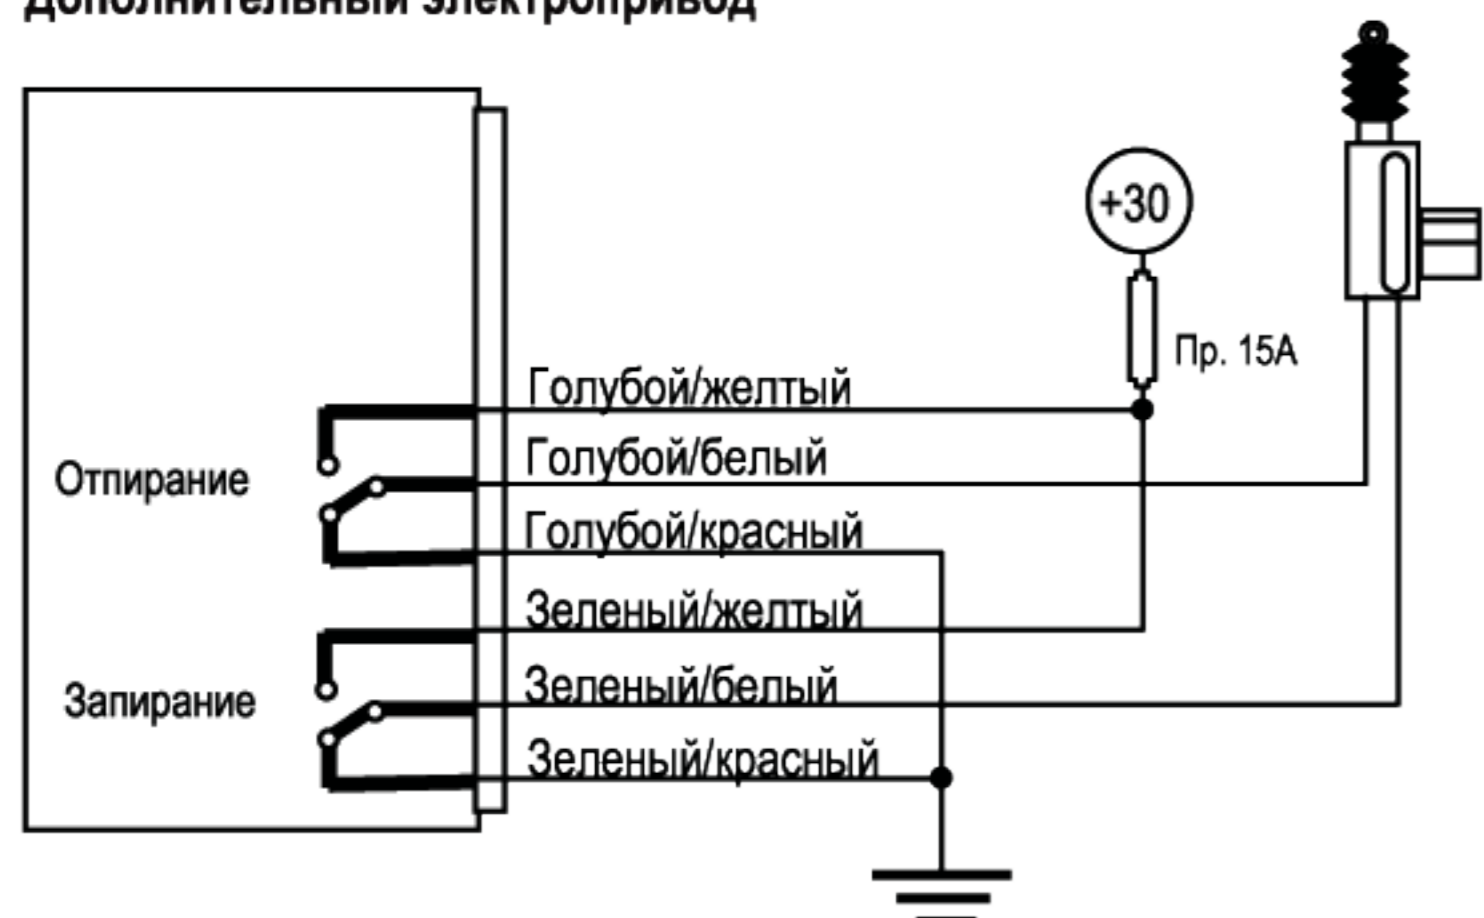 Дополнительный электропривод
+30
Пр. 15А
Голубой/желтый
Голубой/белый
Отпирание
Голубой/красный
Зеленый/желтый
Зеленый/белый
Запирание
Зеленый/красный